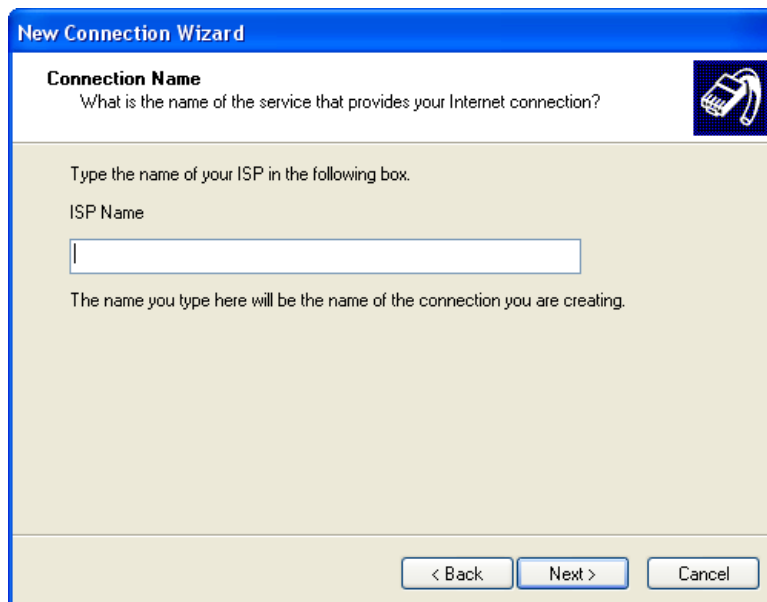 New Connection Wizard
Connection Name
What is the name of the service that provides your Internet connection?
Type the name of your ISP in the following box.
ISP Name
The name you type here will be the name of the connection you are creating.
< Back Next > Cancel